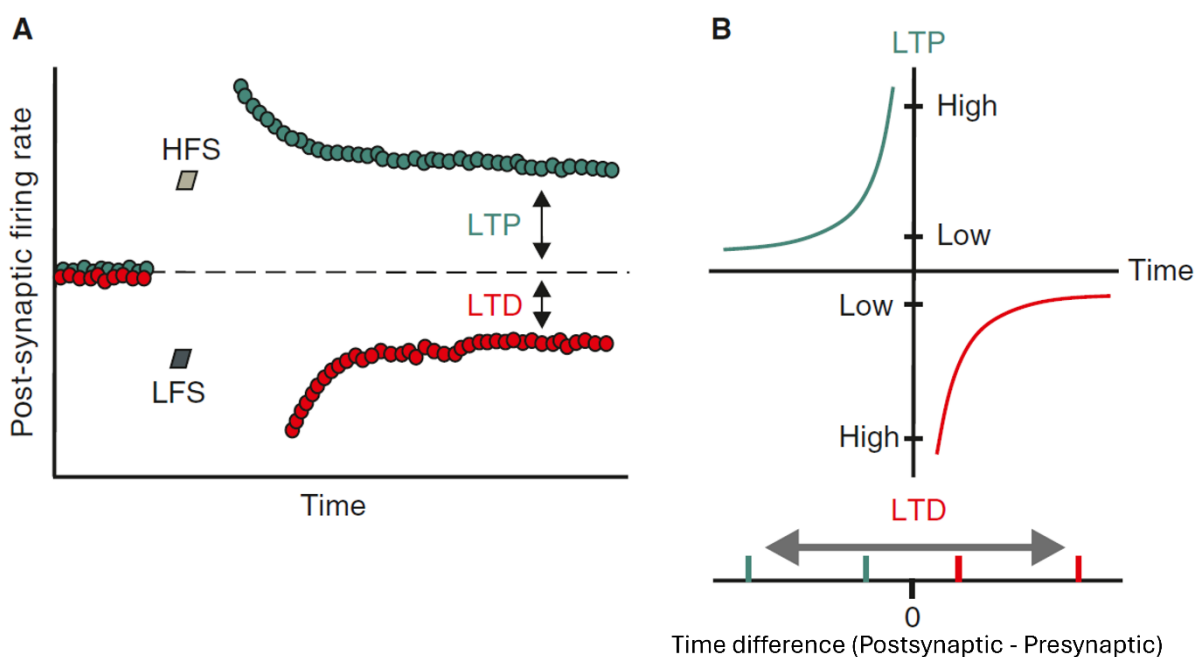 A
Post-synaptic firing rate
HFS
LTP
LTD
LFS
Time
B
LTP
High
Low
Time
Low
High
LTD
0
Time difference (Postsynaptic - Presynaptic)